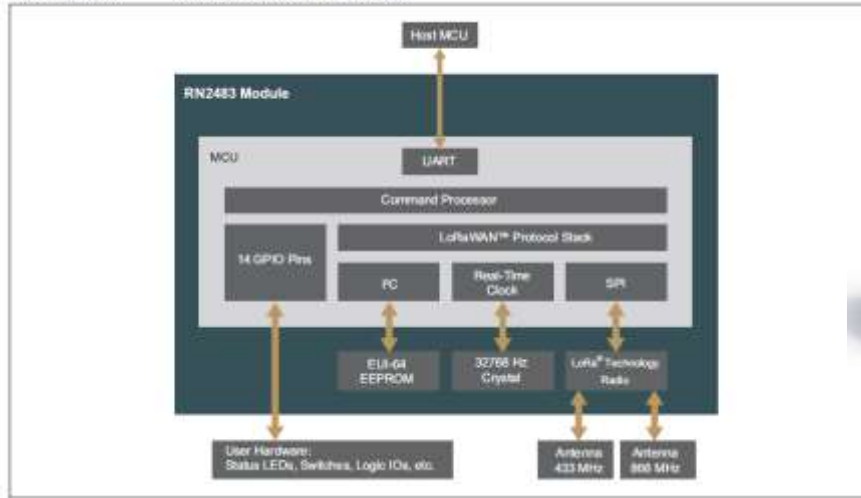 Host MCU
RN2483 Module
MCU
UART
Command Processor
14 GPIO Pins
LoRaWAN™ Protocol Stack
I²C
Real-Time
Clock
SPI
EUI-64
EEPROM
32768 Hz
Crystal
LoRa® Technology
Radio
User Hardware:
Status LEDs, Switches, Logic IOs, etc.
Antenna
433 MHz
Antenna
868 MHz